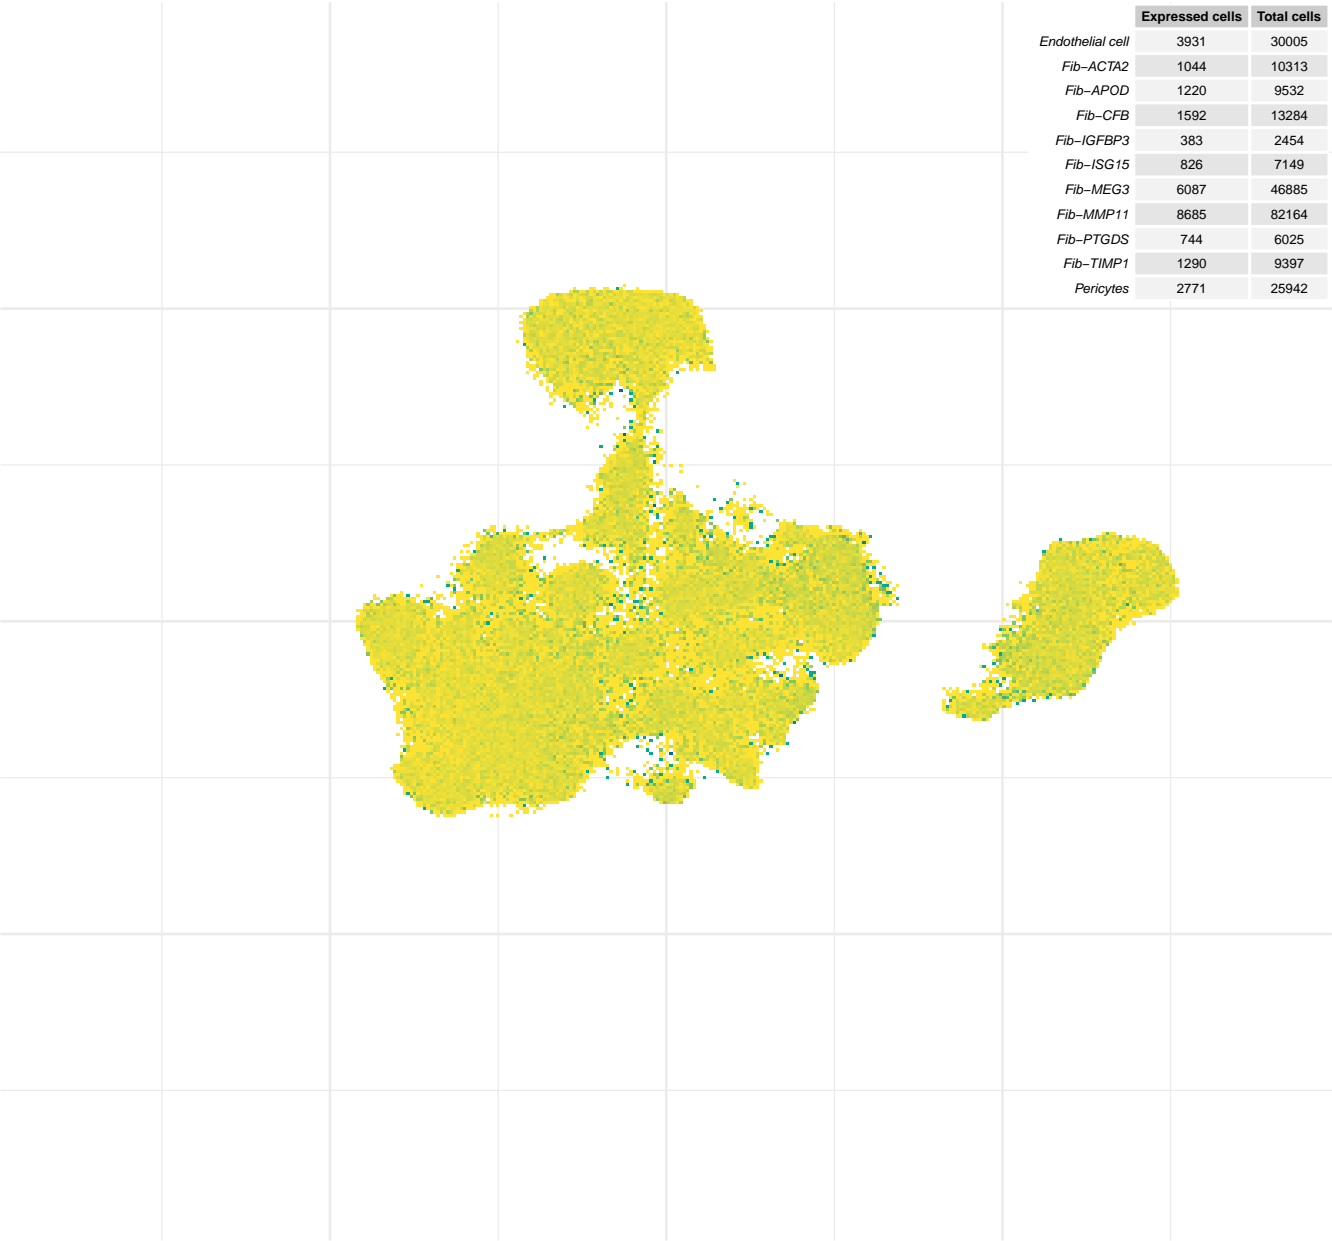 Expressed cells Total cells
Endothelial cell 3931 30005
Fib−ACTA2 1044 10313
Fib−APOD 1220 9532
Fib−CFB 1592 13284
Fib−IGFBP3 383 2454
Fib−ISG15 826 7149
Fib−MEG3 6087 46885
Fib−MMP11 8685 82164
Fib−PTGDS 744 6025
Fib−TIMP1 1290 9397
Pericytes 2771 25942